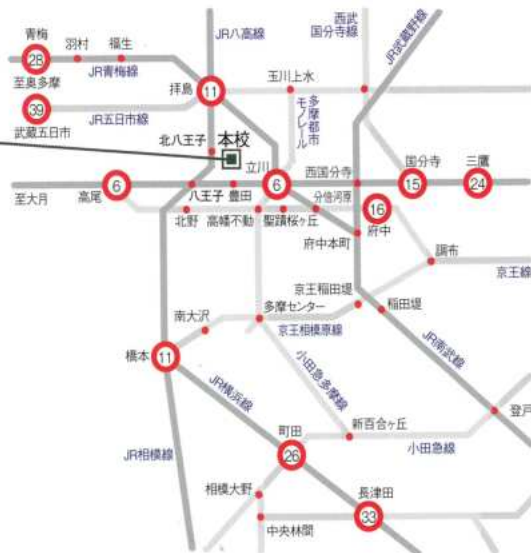 青梅
28
至奥多摩
羽村
福生
JR青梅線
39
武蔵五日市
JR五日市線
JR八高線
拝島
11
玉川上水
西武
国分寺線
JR武蔵野線
多摩都市
モノレール
北八王子
本校
立川
6
西国分寺
国分寺
15
三鷹
24
至大月
高尾
6
八王子
豊田
北野
高幡不動
聖蹟桜ヶ丘
分倍河原
16
府中
府中本町
調布
京王線
京王稲田堤
稲田堤
南大沢
多摩センター
京王相模原線
橋本
11
小田急多摩線
JR南武線
JR横浜線
町田
26
新百合ヶ丘
小田急線
登戸
JR相模線
相模大野
中央林間
長津田
33